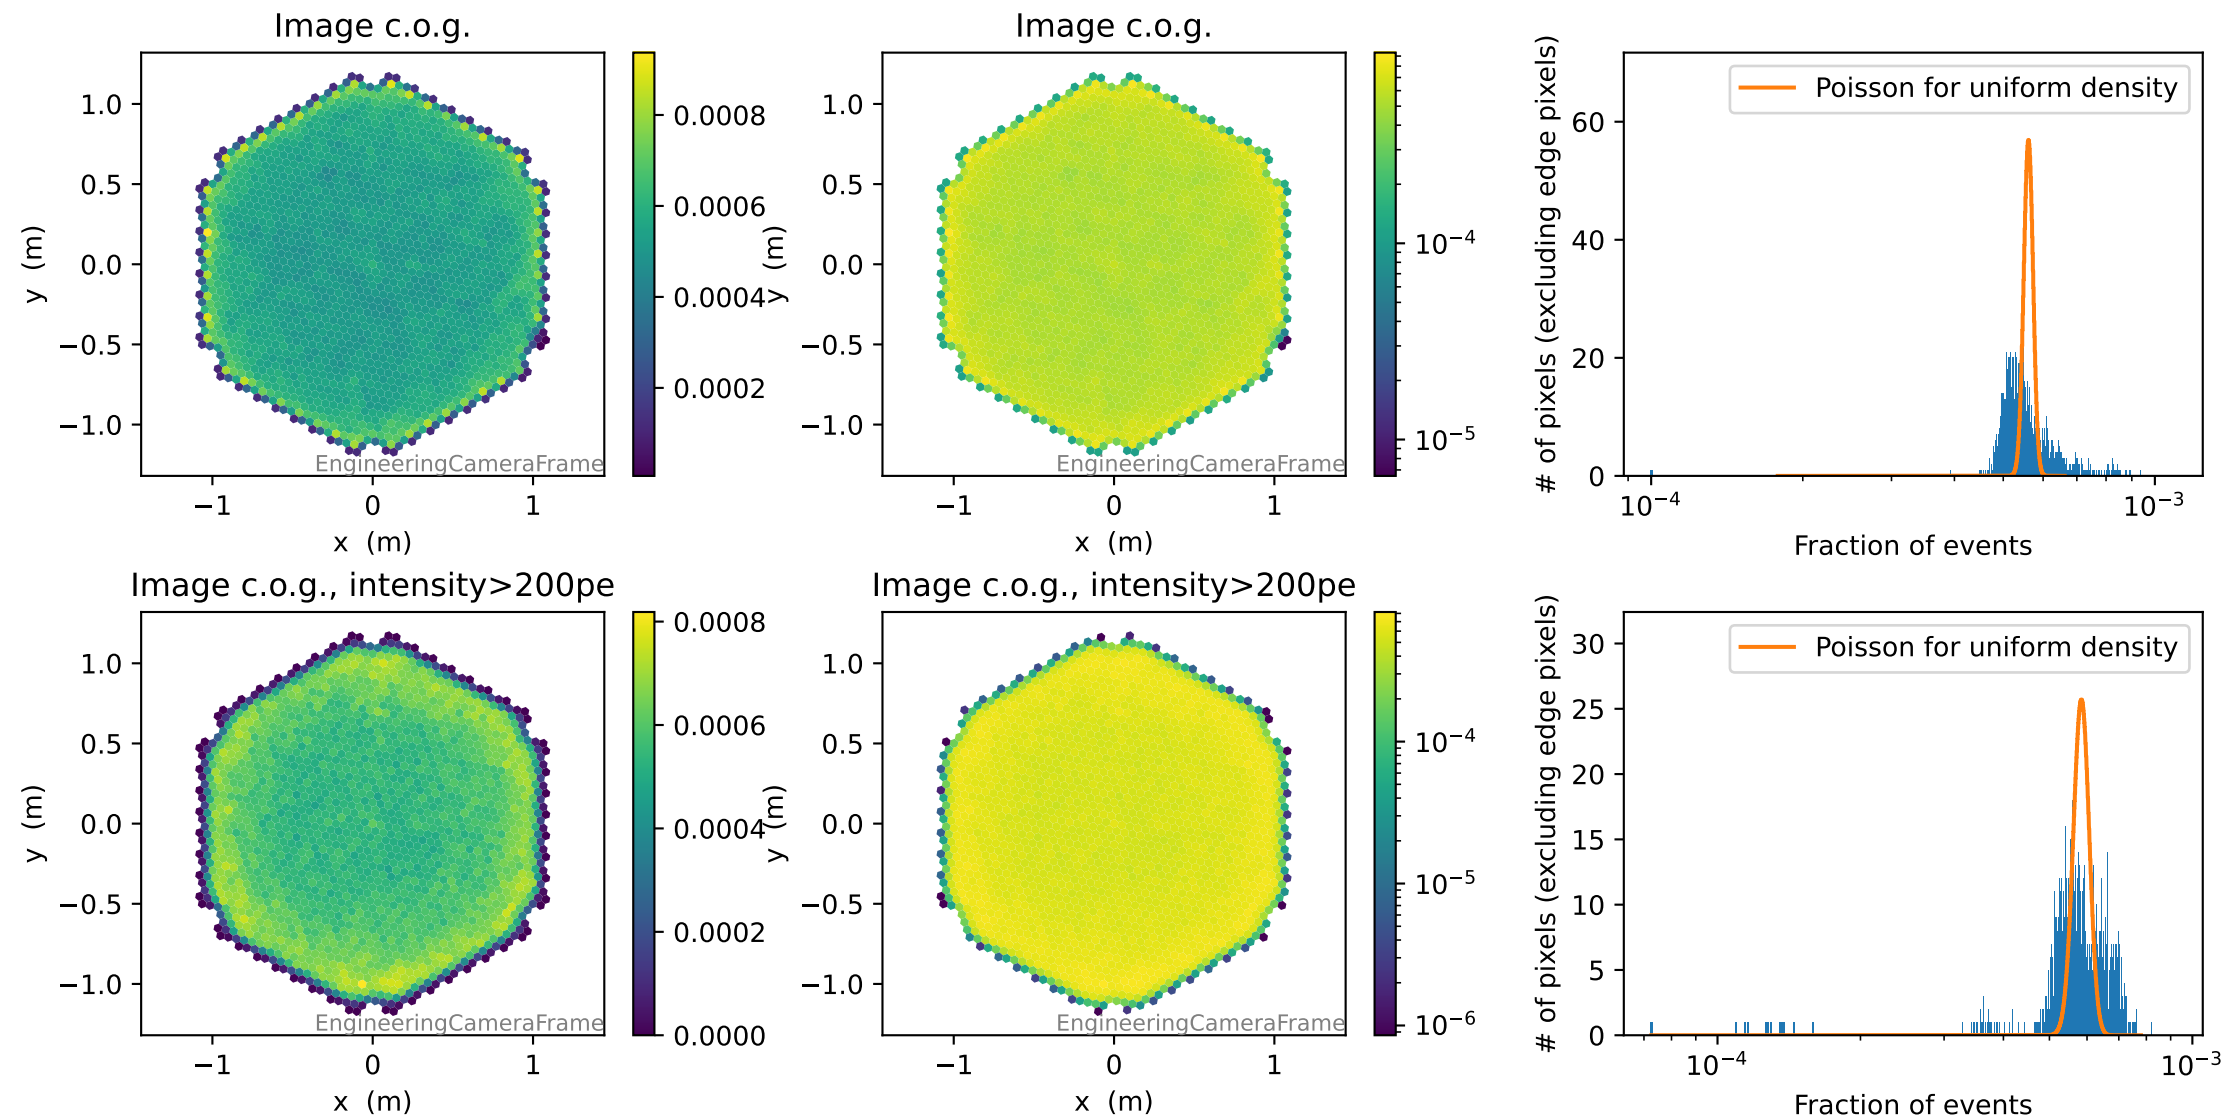 Image c.o.g.
1.0
0.5
0.0
−0.5
−1.0
y (m)
−1
0
1
x (m)
EngineeringCameraFrame
0.0008
0.0006
0.0004
0.0002
Image c.o.g.
1.0
0.5
0.0
−0.5
−1.0
y (m)
−1
0
1
x (m)
EngineeringCameraFrame
10⁻⁴
10⁻⁵
# of pixels (excluding edge pixels)
60
40
20
0
Poisson for uniform density
10⁻⁴
10⁻³
Fraction of events
Image c.o.g., intensity>200pe
1.0
0.5
0.0
−0.5
−1.0
y (m)
−1
0
1
x (m)
EngineeringCameraFrame
0.0008
0.0006
0.0004
0.0002
0.0000
Image c.o.g., intensity>200pe
1.0
0.5
0.0
−0.5
−1.0
y (m)
−1
0
1
x (m)
EngineeringCameraFrame
10⁻⁴
10⁻⁵
10⁻⁶
# of pixels (excluding edge pixels)
30
25
20
15
10
5
0
Poisson for uniform density
10⁻⁴
10⁻³
Fraction of events